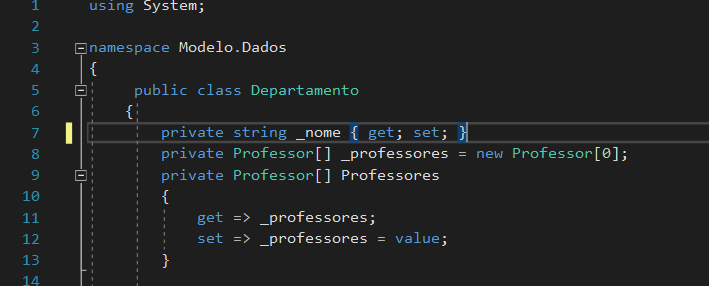 1 using System;
2
3 namespace Modelo.Dados
4 {
5 public class Departamento
6 {
7 private string _nome { get; set; }
8 private Professor[] _professores = new Professor[0];
9 private Professor[] Professores
10 {
11 get => _professores;
12 set => _professores = value;
13 }
14